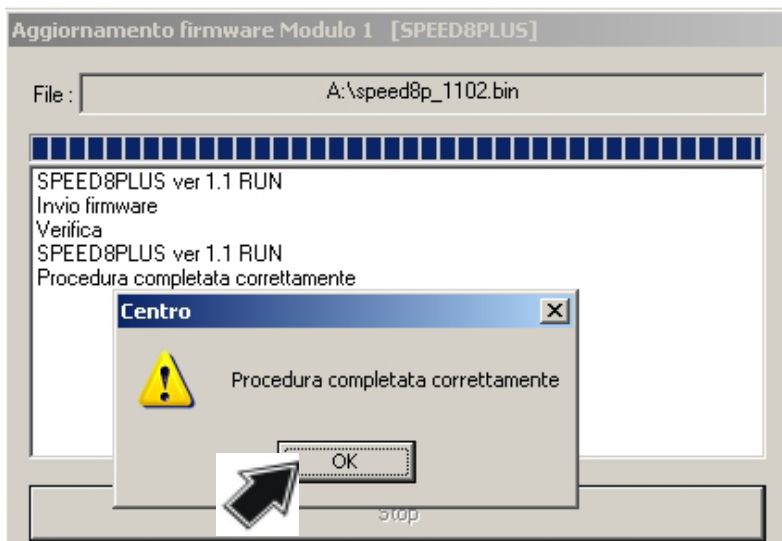 Aggiornamento firmware Modulo 1 [SPEED8PLUS]
File : A:\speed8p_1102.bin
SPEED8PLUS ver 1.1 RUN
Invio firmware
Verifica
SPEED8PLUS ver 1.1 RUN
Procedura completata correttamente
Centro
Procedura completata correttamente
OK
Stop